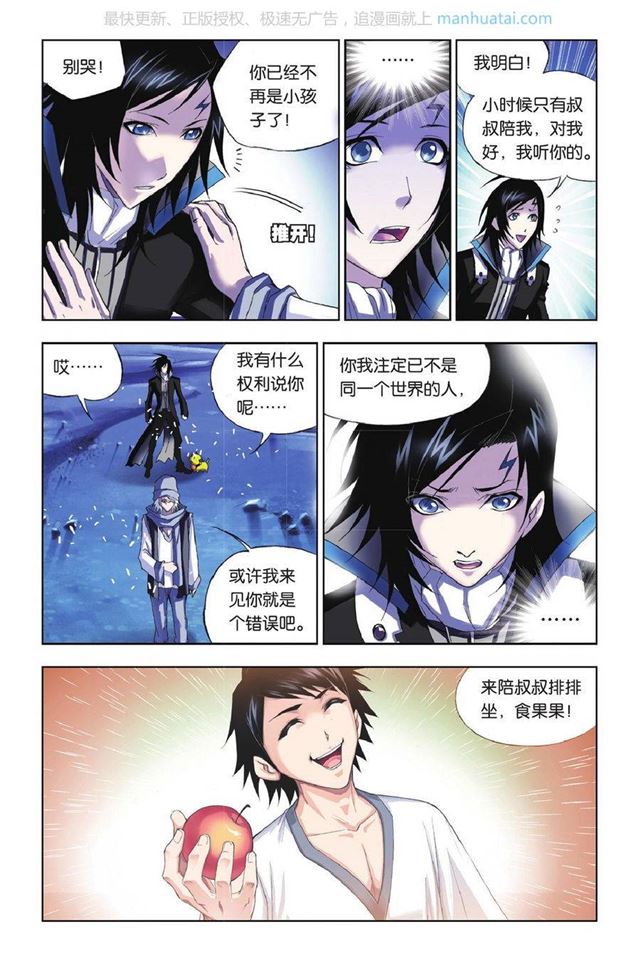 最快更新、正版授权、极速无广告，追漫画就上 manhuatai.com
别哭！
你已经不
再是小孩
子了！
推开！
……
我明白！
小时候只有叔
叔陪我，对我
好，我听你的。
哎……
我有什么
权利说你
呢……
或许我来
见你就是
个错误吧。
你我注定已不是
同一个世界的人，
……
来陪叔叔排排
坐，食果果！